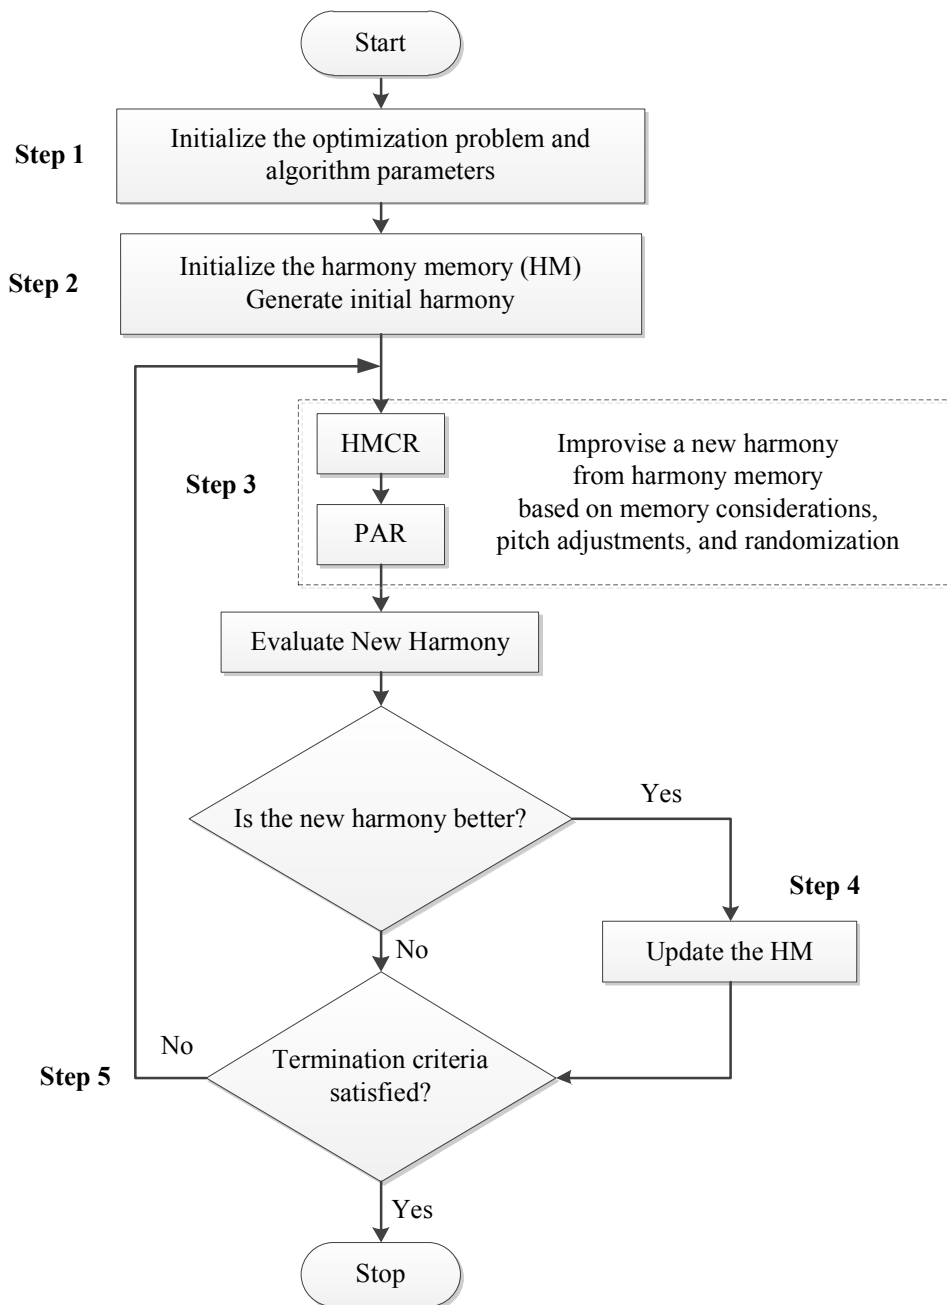 Start
Step 1
Initialize the optimization problem and
algorithm parameters
Step 2
Initialize the harmony memory (HM)
Generate initial harmony
Step 3
HMCR
PAR
Improvise a new harmony
from harmony memory
based on memory considerations,
pitch adjustments, and randomization
Evaluate New Harmony
Is the new harmony better?
Yes
Step 4
Update the HM
No
Step 5
No
Termination criteria
satisfied?
Yes
Stop